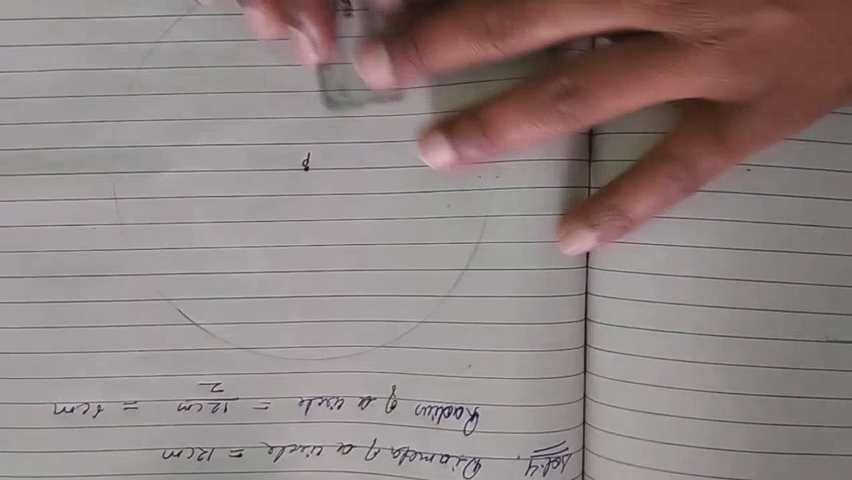 Sol.4. Diameter of a circle = 12cm
Radius of a circle = 12cm/2 = 6cm
P